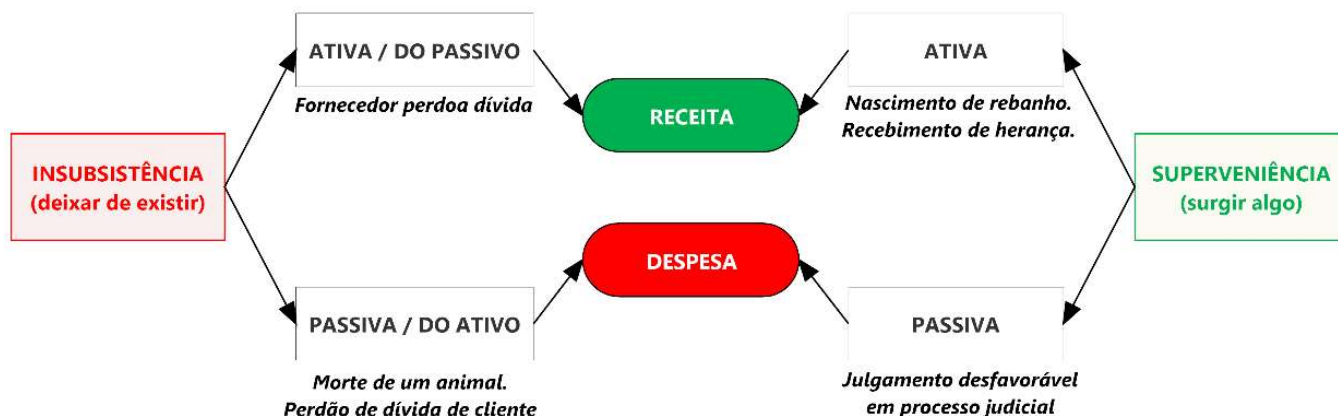 ATIVA / DO PASSIVO
Fornecedor perdoa dívida
RECEITA
ATIVA
Nascimento de rebanho.
Recebimento de herança.
INSUBSISTÊNCIA
(deixar de existir)
SUPERVENIÊNCIA
(surgir algo)
DESPESA
PASSIVA / DO ATIVO
Morte de um animal.
Perdão de dívida de cliente
PASSIVA
Julgamento desfavorável
em processo judicial